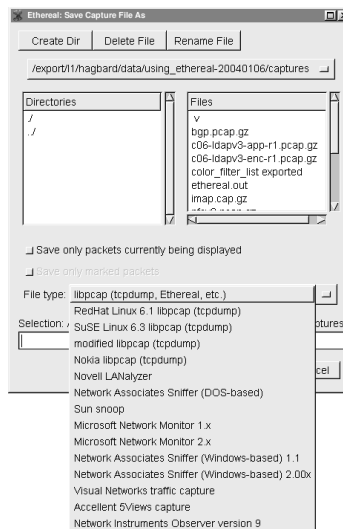 Ethereal: Save Capture File As
Create Dir
Delete File
Rename File
/export/l1/hagbard/data/using_ethereal-20040106/captures
Directories
./
../
Files
v
bgp.pcap.gz
c06-ldapv3-app-r1.pcap.gz
c06-ldapv3-enc-r1.pcap.gz
color_filter_list exported
ethereal.out
imap.cap.gz
Save only packets currently being displayed
Save only marked packets
File type:
libpcap (tcpdump, Ethereal, etc.)
RedHat Linux 6.1 libpcap (tcpdump)
Selection: /
ptures
SuSE Linux 6.3 libpcap (tcpdump)
modified libpcap (tcpdump)
Nokia libpcap (tcpdump)
Novell LANalyzer
cel
Network Associates Sniffer (DOS-based)
Sun snoop
Microsoft Network Monitor 1.x
Microsoft Network Monitor 2.x
Network Associates Sniffer (Windows-based) 1.1
Network Associates Sniffer (Windows-based) 2.00x
Visual Networks traffic capture
Accellent 5Views capture
Network Instruments Observer version 9